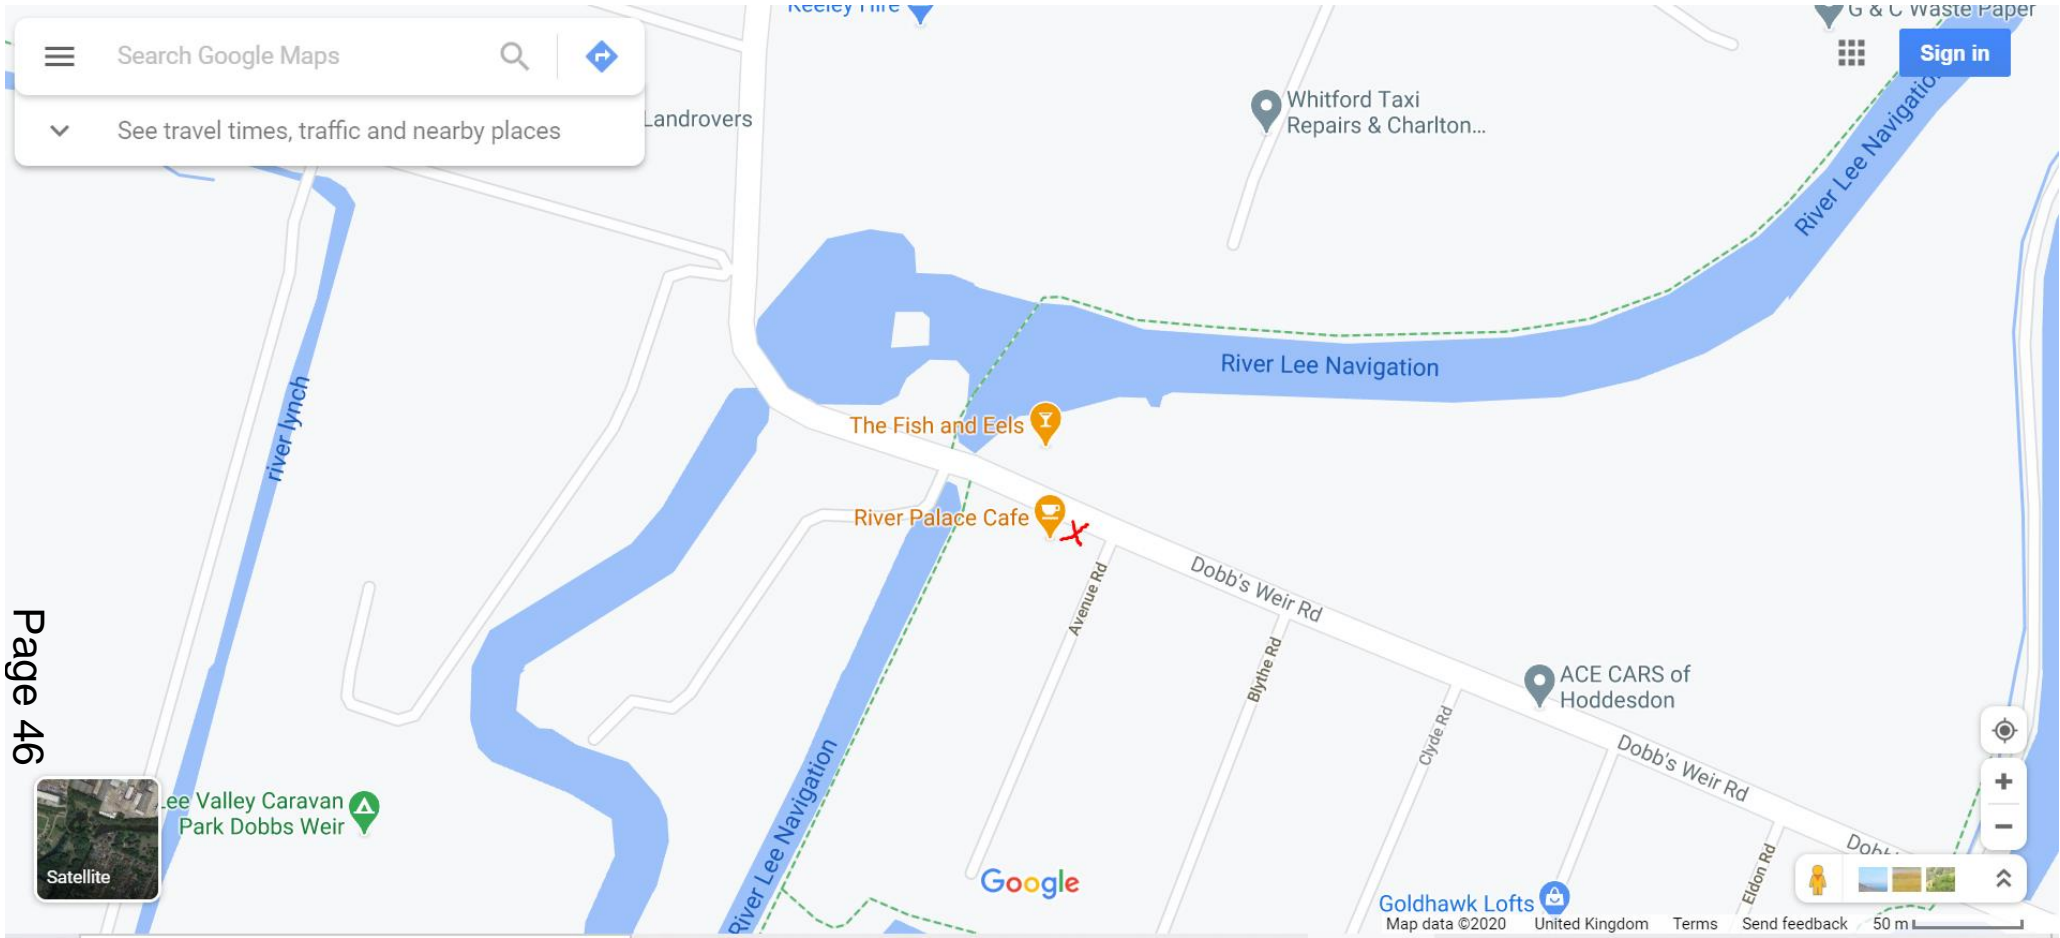 Keeley Hire
G & C Waste Paper
Search Google Maps
Sign in
See travel times, traffic and nearby places
Landrovers
Whitford Taxi
Repairs & Charlton...
River Lee Navigation
River Lee Navigation
river lynch
The Fish and Eels
River Palace Cafe
X
Dobb's Weir Rd
Avenue Rd
Blythe Rd
Clyde Rd
ACE CARS of
Hoddesdon
Dobb's Weir Rd
Page 46
Lee Valley Caravan
Park Dobbs Weir
River Lee Navigation
Satellite
Google
Eldon Rd
Goldhawk Lofts
Map data ©2020 United Kingdom Terms Send feedback 50 m